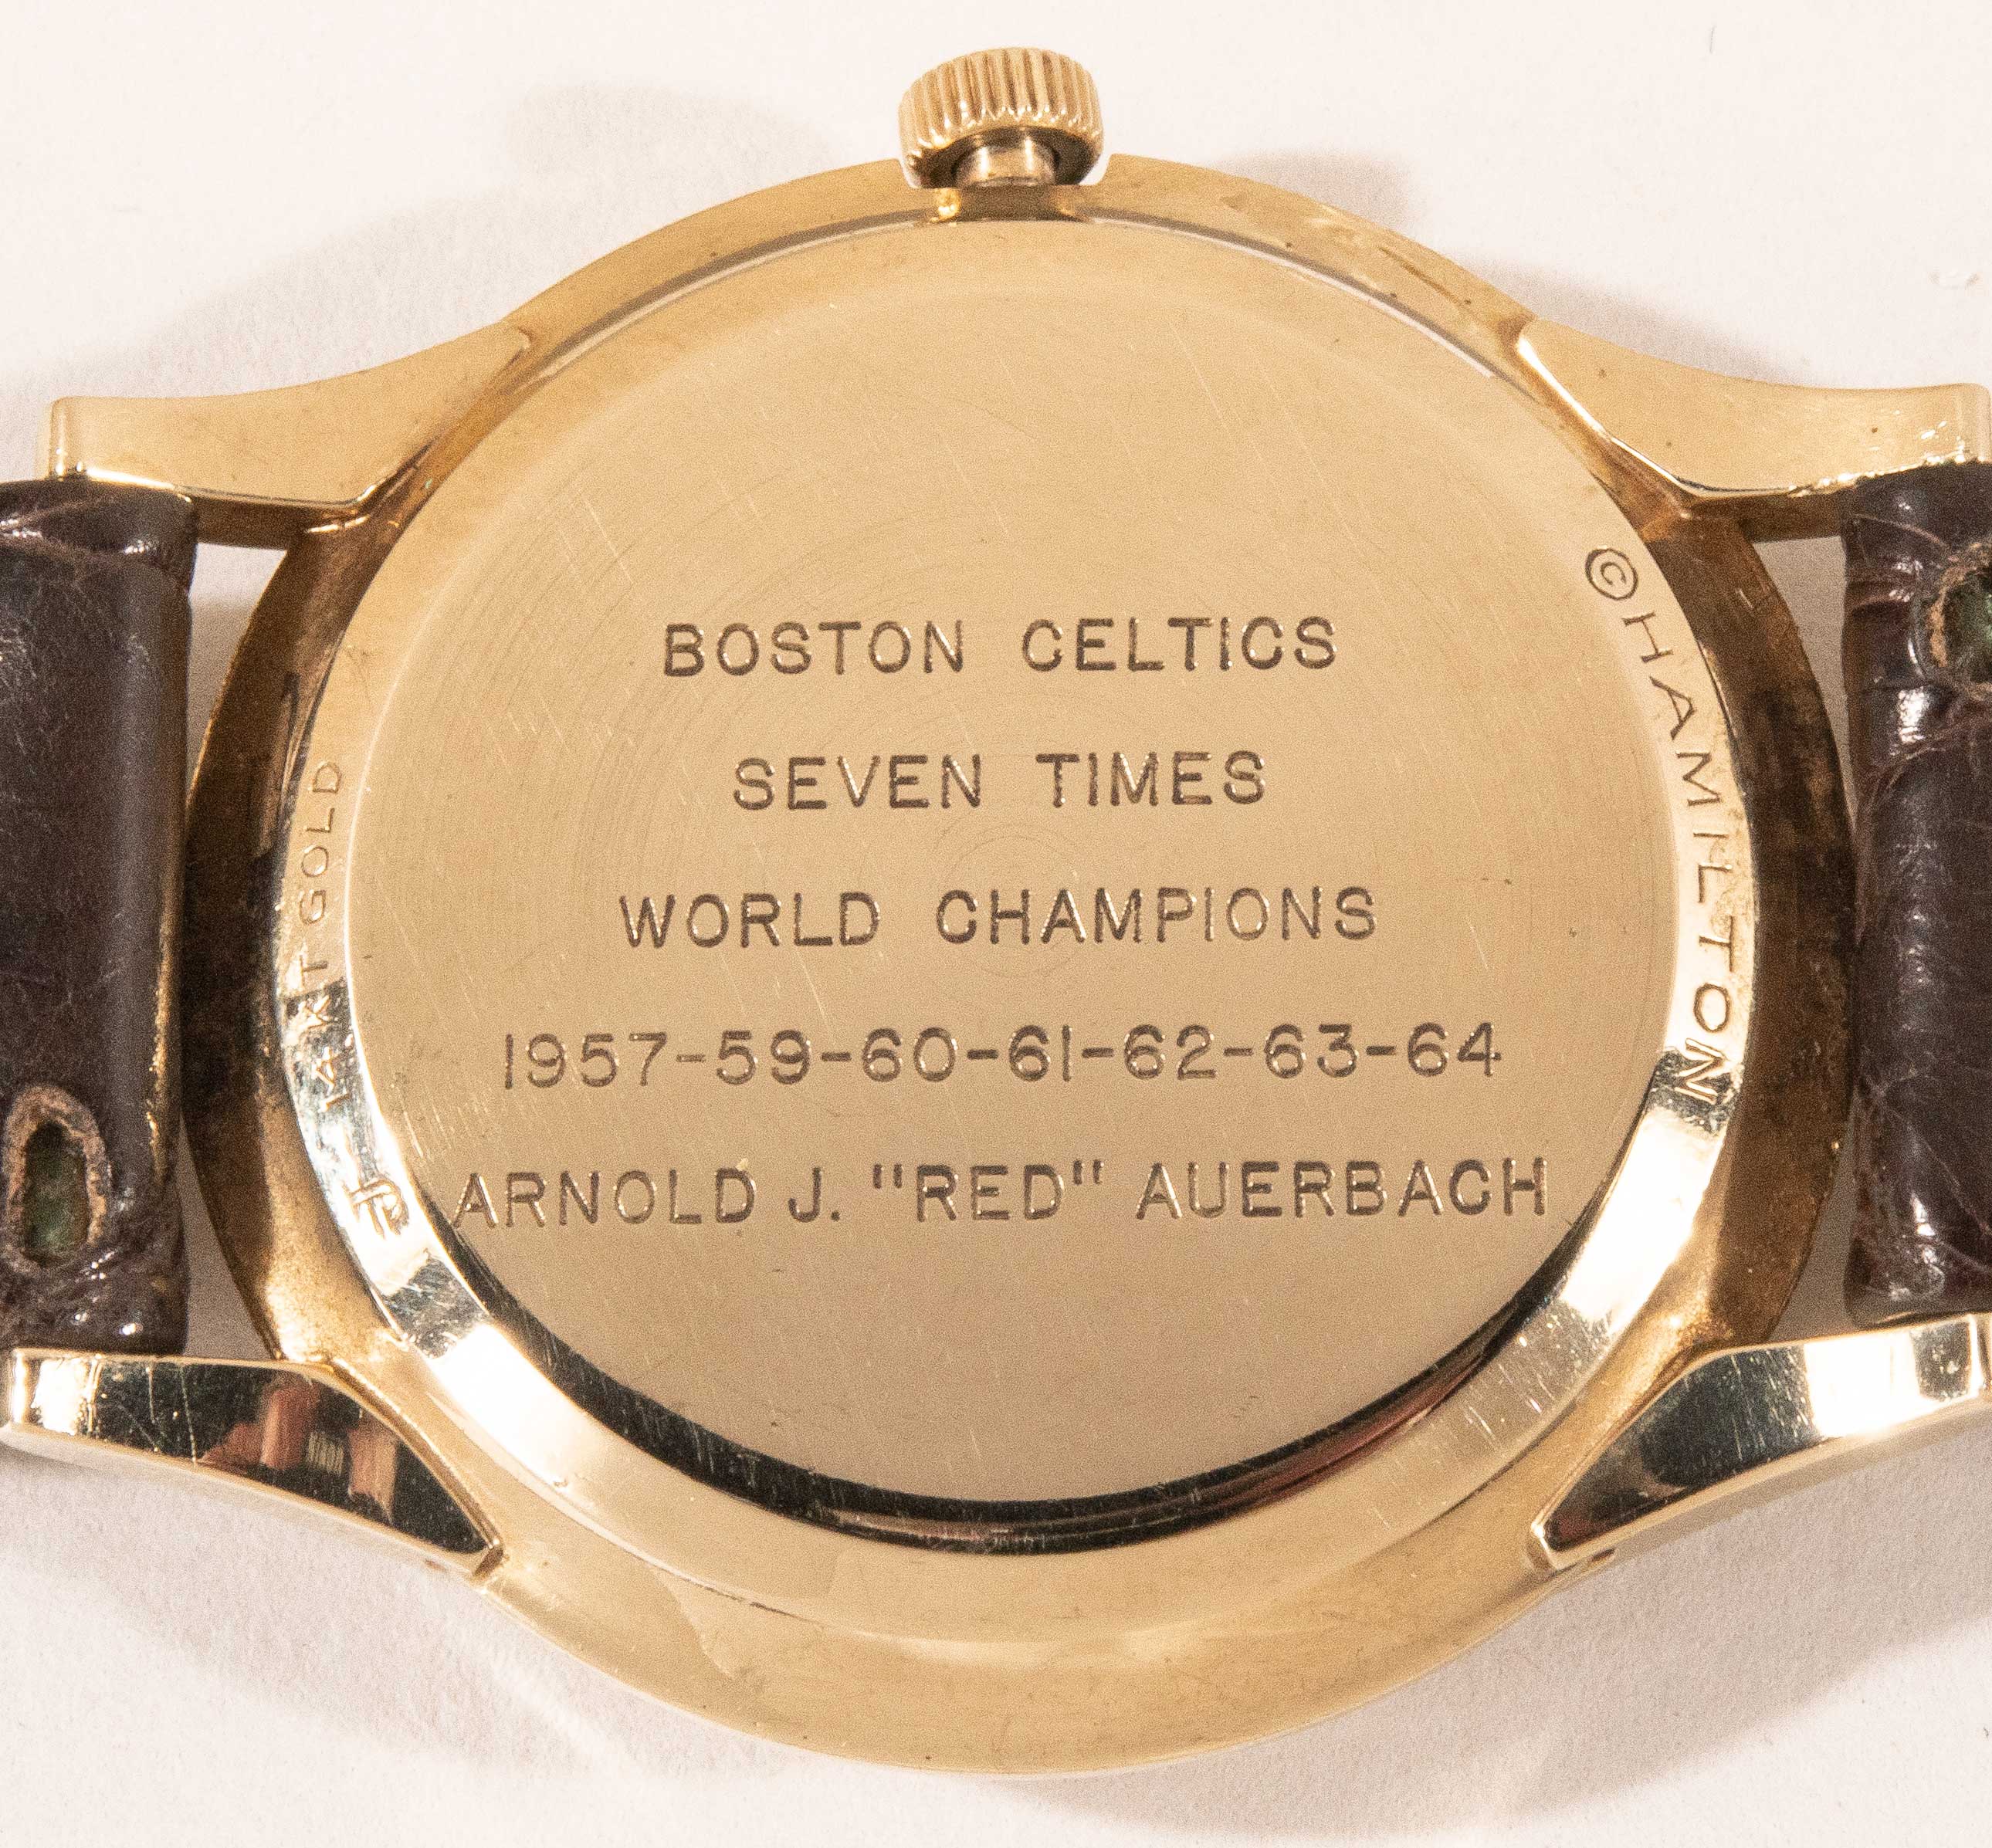 BOSTON CELTICS
SEVEN TIMES
WORLD CHAMPIONS
1957-59-60-61-62-63-64
ARNOLD J. "RED" AUERBACH
© HAMILTON
14 KT GOLD